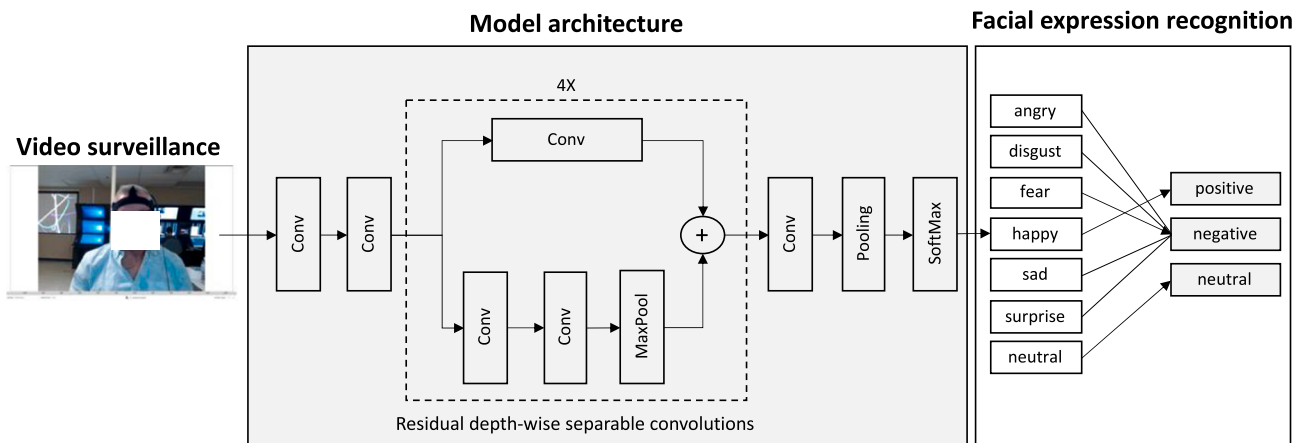 Model architecture
Facial expression recognition
Video surveillance
4X
Conv
Conv
Conv
Conv
Conv
MaxPool
+
Conv
Pooling
SoftMax
Residual depth-wise separable convolutions
angry
disgust
fear
happy
sad
surprise
neutral
positive
negative
neutral